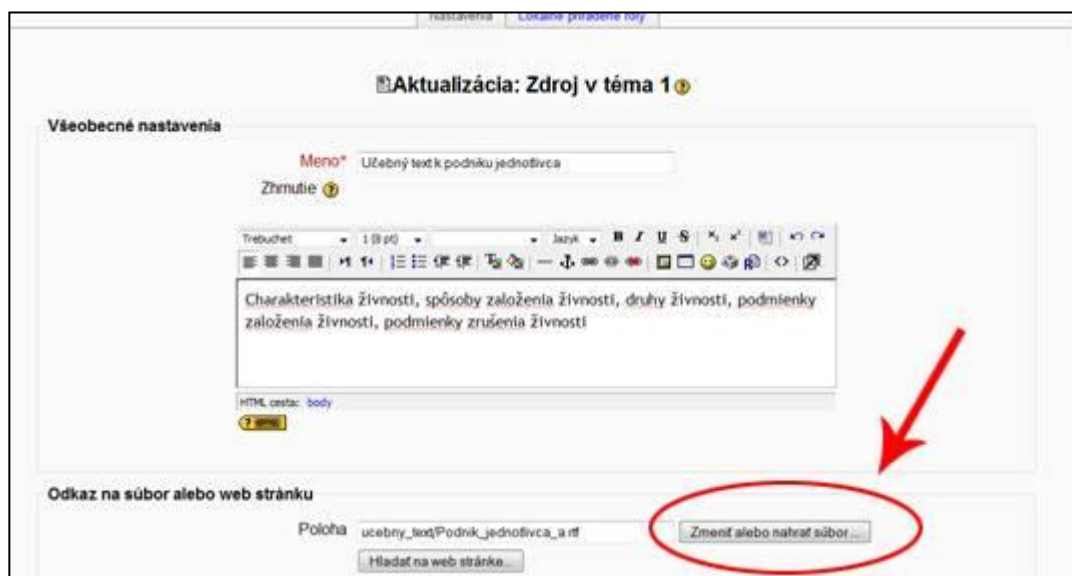 Nastavenia Lokálne priradené roly
Aktualizácia: Zdroj v téma 1
Všeobecné nastavenia
Meno* Učebný text k podniku jednotlivca
Zhrnutie
Trebuchet 1 (8 pt) Jazyk B I U S
Charakteristika živnosti, spôsoby založenia živnosti, druhy živnosti, podmienky
založenia živnosti, podmienky zrušenia živnosti
HTML cesta: body
Odkaz na súbor alebo web stránku
Poloha ucebny_text/Podnik_jednotlivca_a.rtf Zmeniť alebo nahrať súbor ...
Hľadať na web stránke...